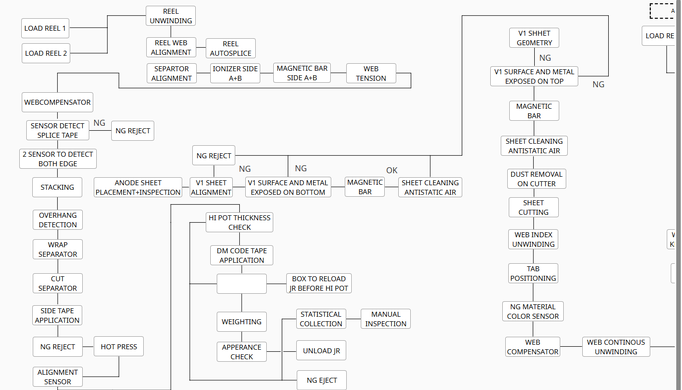 REEL
UNWINDING
LOAD REEL 1
LOAD REEL 2
REEL WEB
ALIGNMENT
REEL
AUTOSPLICE
SEPARTOR
ALIGNMENT
IONIZER SIDE
A+B
MAGNETIC BAR
SIDE A+B
WEB
TENSION
WEBCOMPENSATOR
SENSOR DETECT
SPLICE TAPE
NG
NG REJECT
2 SENSOR TO DETECT
BOTH EDGE
STACKING
ANODE SHEET
PLACEMENT+INSPECTION
V1 SHEET
ALIGNMENT
V1 SURFACE AND METAL
EXPOSED ON BOTTOM
MAGNETIC
BAR
SHEET CLEANING
ANTISTATIC AIR
NG REJECT
NG
NG
OK
OVERHANG
DETECTION
WRAP
SEPARATOR
CUT
SEPARATOR
SIDE TAPE
APPLICATION
NG REJECT
HOT PRESS
ALIGNMENT
SENSOR
HI POT THICKNESS
CHECK
DM CODE TAPE
APPLICATION
BOX TO RELOAD
JR BEFORE HI POT
WEIGHTING
STATISTICAL
COLLECTION
MANUAL
INSPECTION
APPERANCE
CHECK
UNLOAD JR
NG EJECT
V1 SHHET
GE0METRY
NG
V1 SURFACE AND METAL
EXPOSED ON TOP
NG
MAGNETIC
BAR
SHEET CLEANING
ANTISTATIC AIR
DUST REMOVAL
ON CUTTER
SHEET
CUTTING
WEB INDEX
UNWINDING
TAB
POSITIONING
NG MATERIAL
COLOR SENSOR
WEB
COMPENSATOR
WEB CONTINOUS
UNWINDING
LOAD RE